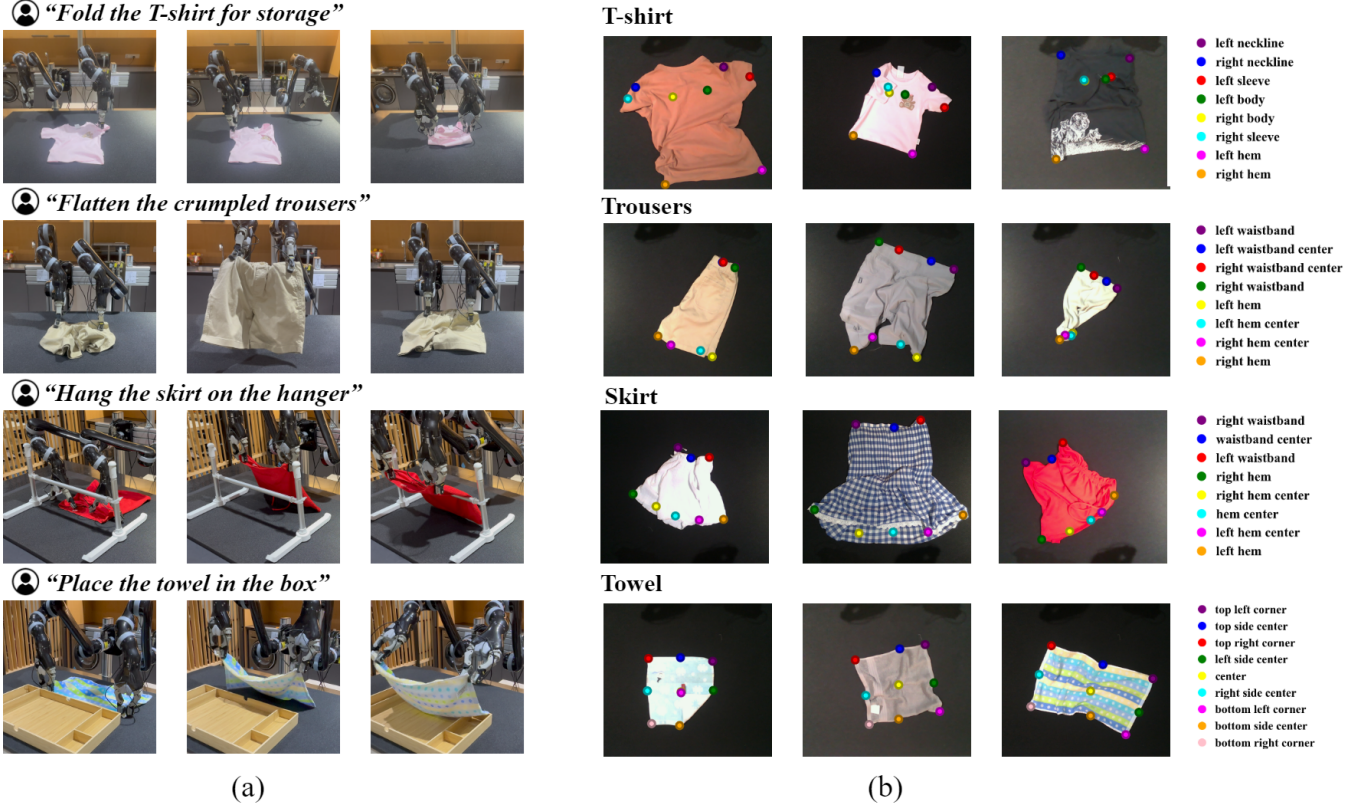 “Fold the T-shirt for storage”
“Flatten the crumpled trousers”
“Hang the skirt on the hanger”
“Place the towel in the box”
(a)
T-shirt
left neckline
right neckline
left sleeve
left body
right body
right sleeve
left hem
right hem
Trousers
left waistband
left waistband center
right waistband center
right waistband
left hem
left hem center
right hem center
right hem
Skirt
right waistband
waistband center
left waistband
right hem
right hem center
hem center
left hem center
left hem
Towel
top left corner
top side center
top right corner
left side center
center
right side center
bottom left corner
bottom side center
bottom right corner
(b)